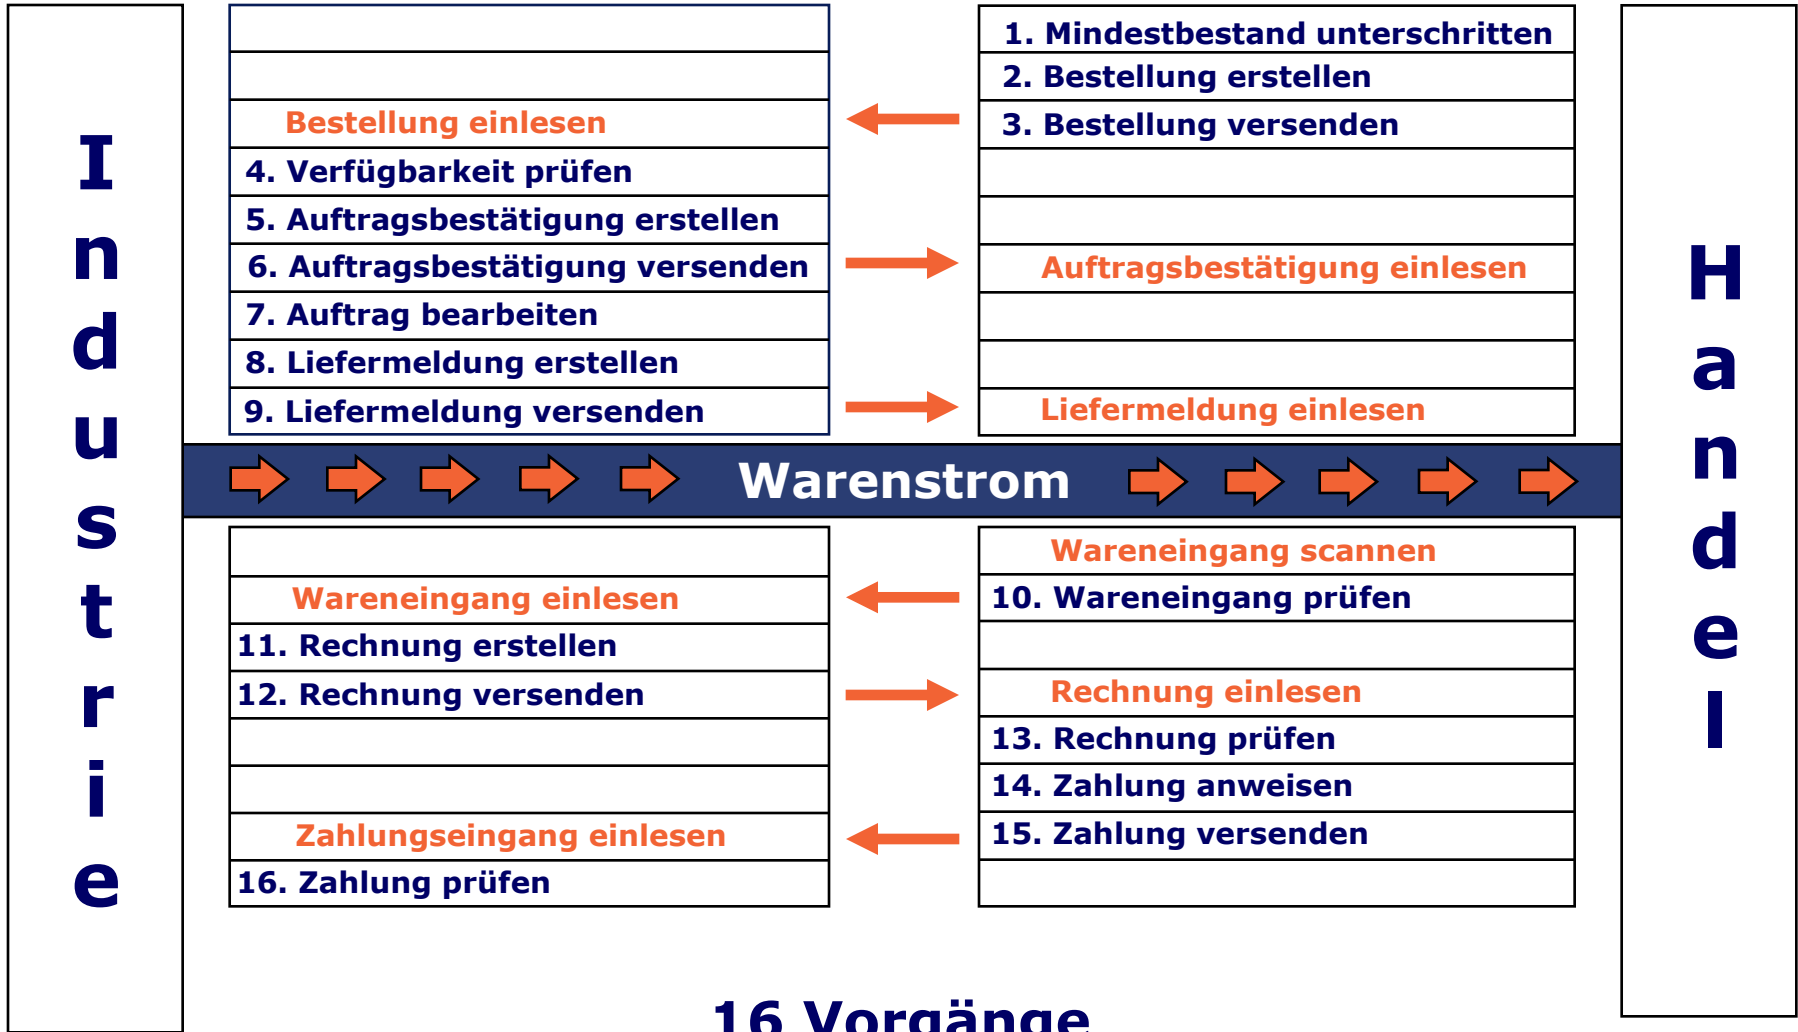 Industrie
1. Mindestbestand unterschritten
2. Bestellung erstellen
Bestellung einlesen
3. Bestellung versenden
4. Verfügbarkeit prüfen
5. Auftragsbestätigung erstellen
6. Auftragsbestätigung versenden
Auftragsbestätigung einlesen
7. Auftrag bearbeiten
8. Liefermeldung erstellen
9. Liefermeldung versenden
Liefermeldung einlesen
Warenstrom
Wareneingang scannen
Wareneingang einlesen
10. Wareneingang prüfen
11. Rechnung erstellen
12. Rechnung versenden
Rechnung einlesen
13. Rechnung prüfen
14. Zahlung anweisen
Zahlungseingang einlesen
15. Zahlung versenden
16. Zahlung prüfen
Handel
16 Vorgänge